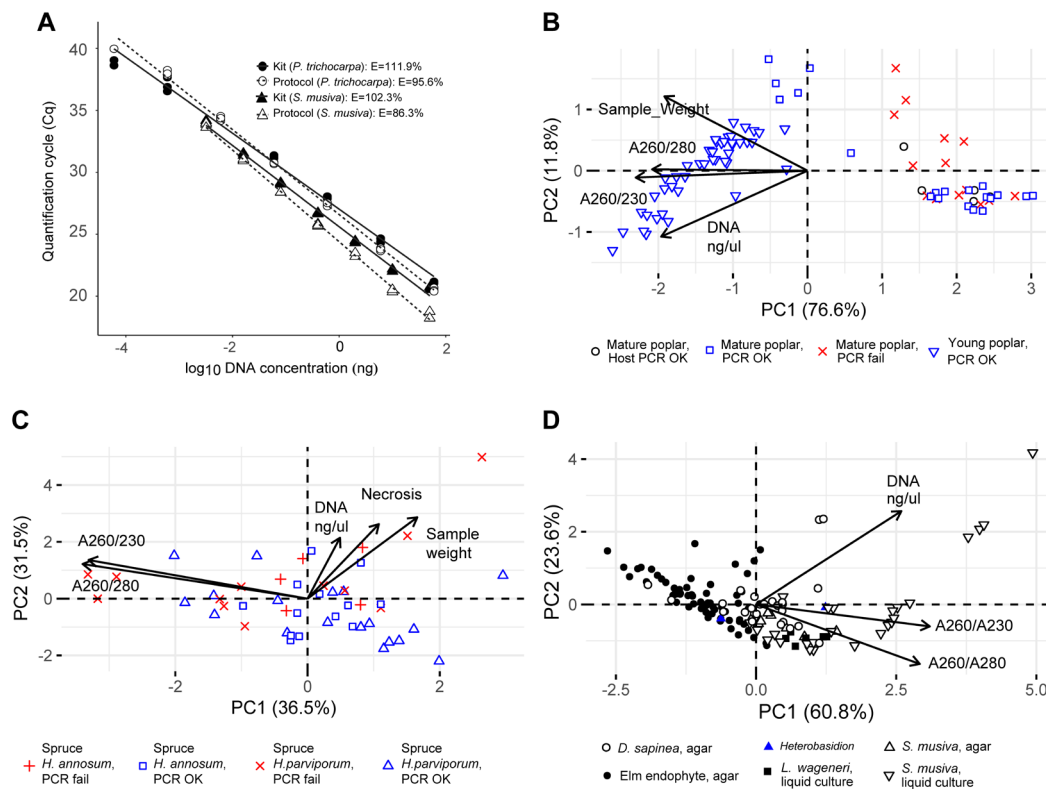 A
Quantification cycle (Cq)
40
35
30
25
20
-4
-2
0
2
log10 DNA concentration (ng)
Kit (P. trichocarpa): E=111.9%
Protocol (P. trichocarpa): E=95.6%
Kit (S. musiva): E=102.3%
Protocol (S. musiva): E=86.3%
B
PC2 (11.8%)
1
0
-1
Sample_Weight
A260/280
A260/230
DNA
ng/ul
-2
-1
0
1
2
3
PC1 (76.6%)
Mature poplar,
Host PCR OK
Mature poplar,
PCR OK
Mature poplar,
PCR fail
Young poplar,
PCR OK
C
PC2 (31.5%)
4
2
0
-2
A260/230
A260/280
DNA
ng/ul
Necrosis
Sample
weight
-2
0
2
PC1 (36.5%)
Spruce
H. annosum,
PCR fail
Spruce
H. annosum,
PCR OK
Spruce
H.parviporum,
PCR fail
Spruce
H.parviporum,
PCR OK
D
PC2 (23.6%)
4
2
0
-2
DNA
ng/ul
A260/A230
A260/A280
-2.5
0.0
2.5
5.0
PC1 (60.8%)
D. sapinea, agar
Elm endophyte, agar
Heterobasidion
L. wageneri,
liquid culture
S. musiva, agar
S. musiva,
liquid culture